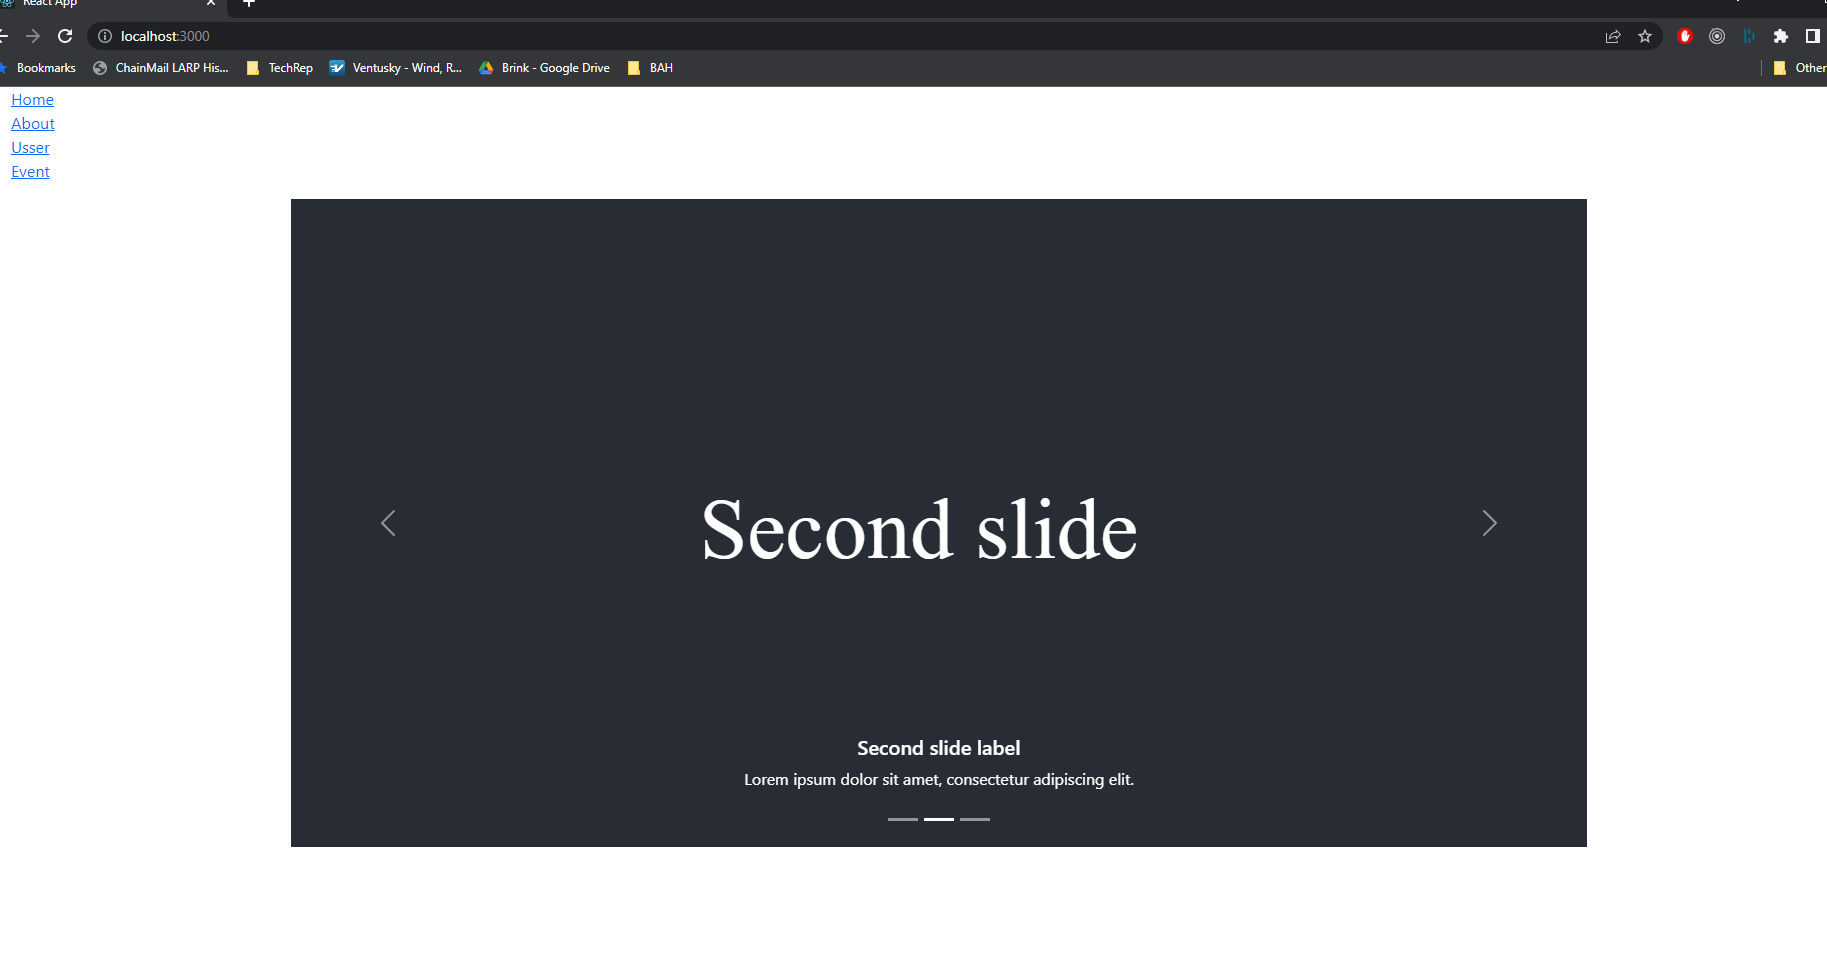 React App
localhost:3000
Bookmarks ChainMail LARP His... TechRep Ventusky - Wind, R... Brink - Google Drive BAH Other
Home
About
Usser
Event
Second slide
Second slide label
Lorem ipsum dolor sit amet, consectetur adipiscing elit.